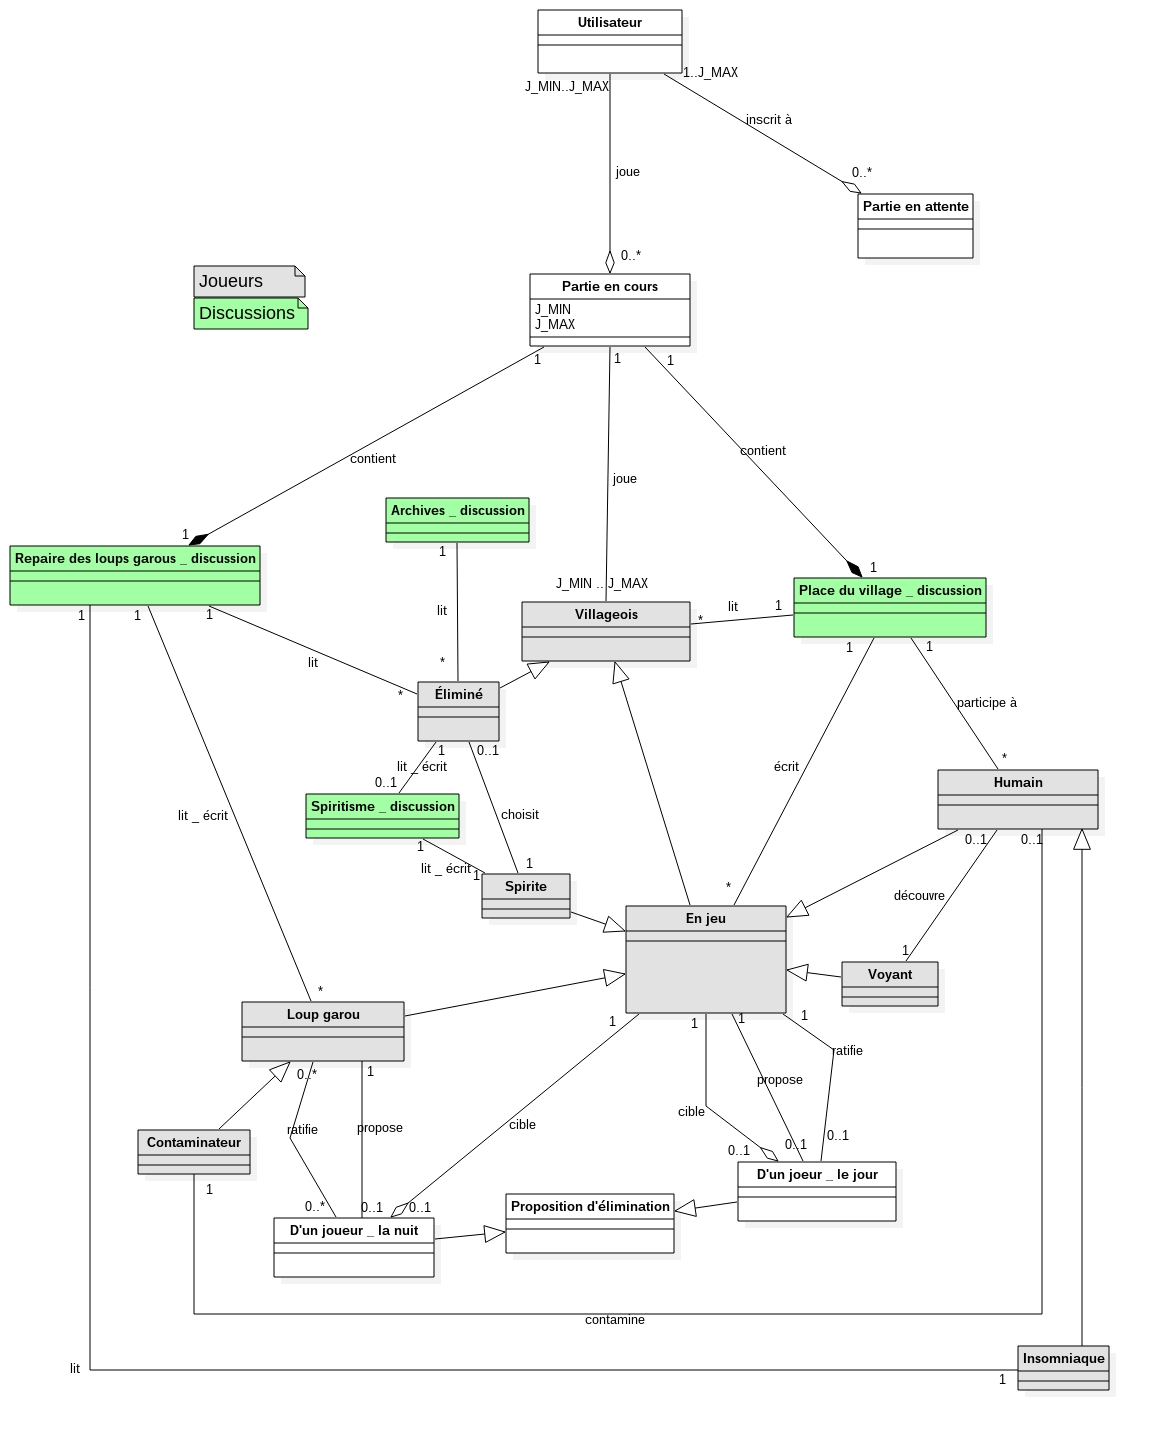 Utilisateur
J_MIN..J_MAX
1..J_MAX
inscrit à
joue
0..*
Partie en attente
0..*
Joueurs
Discussions
Partie en cours
J_MIN
J_MAX
1
1
1
contient
contient
joue
Archives _ discussion
1
1
Repaire des loups garous _ discussion
1
J_MIN .. J_MAX
1
Place du village _ discussion
Villageois
lit
1
*
lit
1
1
1
1
1
lit
*
*
Éliminé
participe à
1
0..1
*
lit _ écrit
0..1
écrit
Humain
Spiritisme _ discussion
choisit
lit _ écrit
1
0..1
0..1
lit _ écrit
1
1
Spirite
*
découvre
En jeu
1
Voyant
*
Loup garou
1
1
1
1
0..*
1
ratifie
propose
cible
ratifie
propose
cible
Contaminateur
0..1
0..1
0..1
1
D'un joeur _ le jour
0..*
0..1
0..1
Proposition d'élimination
D'un joueur _ la nuit
contamine
Insomniaque
lit
1